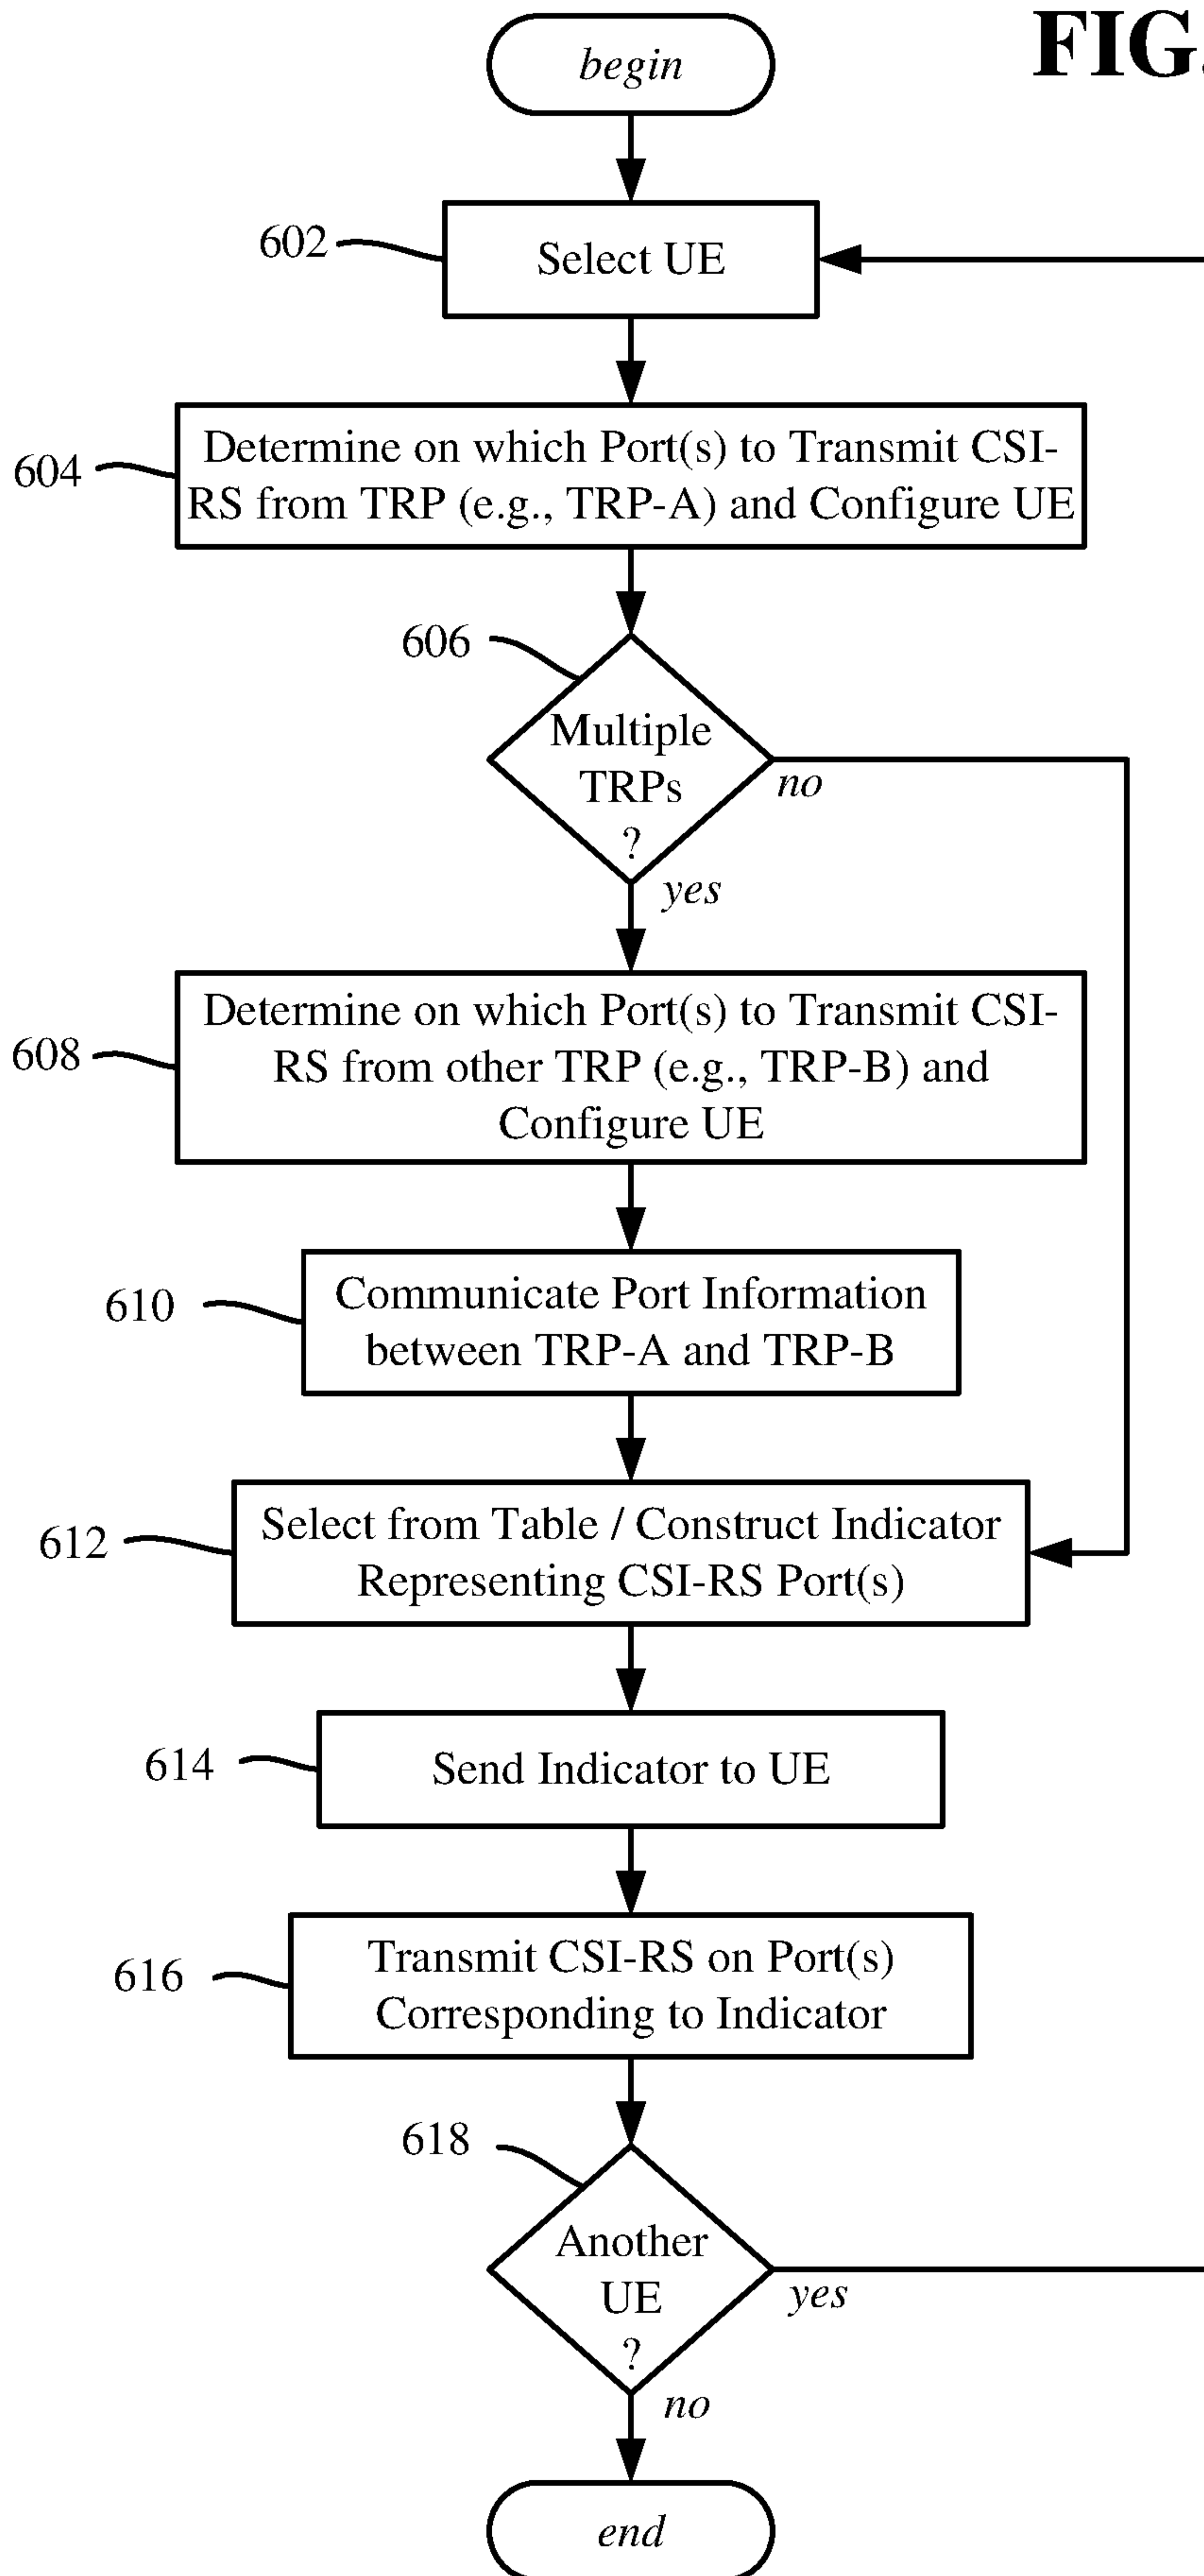 FIG.
begin
602
Select UE
604
Determine on which Port(s) to Transmit CSI-
RS from TRP (e.g., TRP-A) and Configure UE
606
Multiple
TRPs
?
no
yes
608
Determine on which Port(s) to Transmit CSI-
RS from other TRP (e.g., TRP-B) and
Configure UE
610
Communicate Port Information
between TRP-A and TRP-B
612
Select from Table / Construct Indicator
Representing CSI-RS Port(s)
614
Send Indicator to UE
616
Transmit CSI-RS on Port(s)
Corresponding to Indicator
618
Another
UE
?
yes
no
end